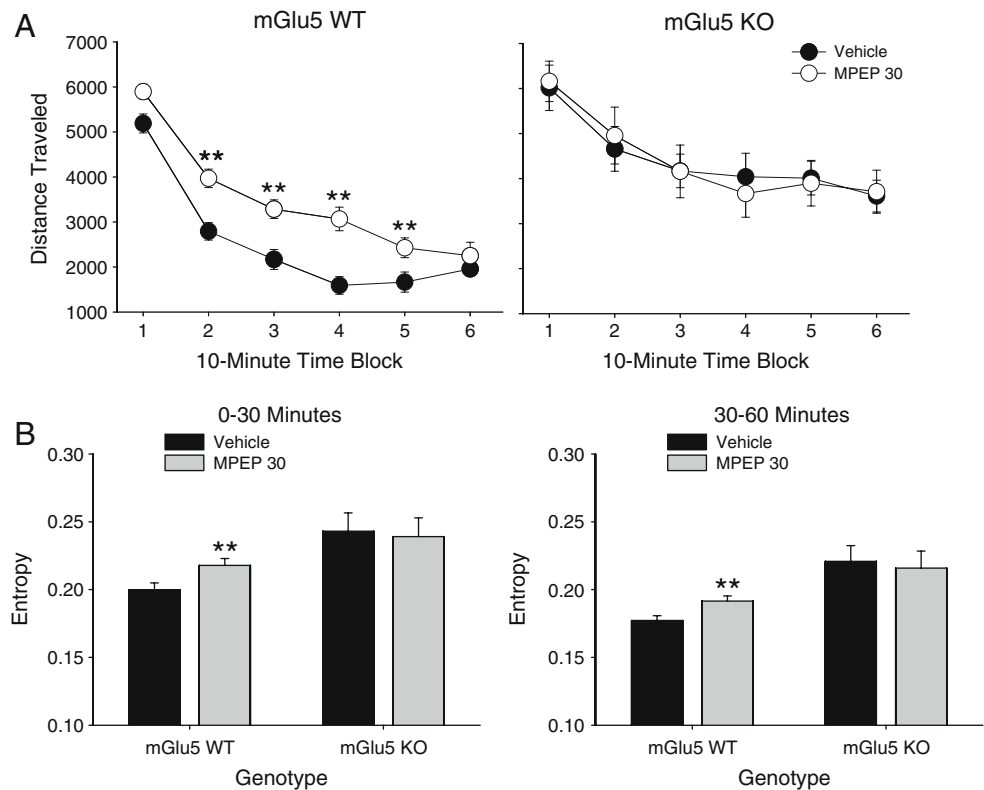 A
mGlu5 WT
mGlu5 KO
Vehicle
MPEP 30
7000
6000
5000
4000
3000
2000
1000
Distance Traveled
**
**
**
**
1 2 3 4 5 6
1 2 3 4 5 6
10-Minute Time Block
10-Minute Time Block
B
0-30 Minutes
Vehicle
MPEP 30
0.30
0.25
0.20
0.15
0.10
Entropy
**
mGlu5 WT mGlu5 KO
Genotype
30-60 Minutes
Vehicle
MPEP 30
0.30
0.25
0.20
0.15
0.10
Entropy
**
mGlu5 WT mGlu5 KO
Genotype